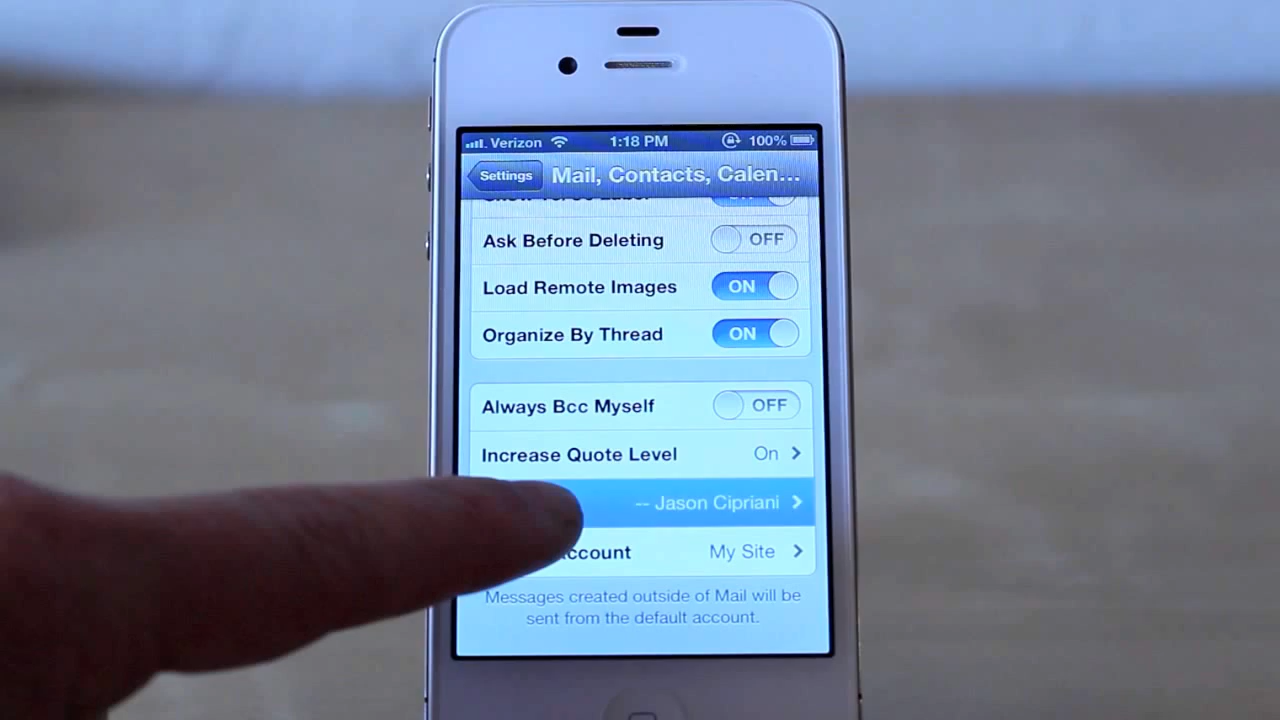 Verizon 1:18 PM 100%
Settings Mail, Contacts, Calen...
Ask Before Deleting OFF
Load Remote Images ON
Organize By Thread ON
Always Bcc Myself OFF
Increase Quote Level On
-- Jason Cipriani
ccount My Site
Messages created outside of Mail will be
sent from the default account.